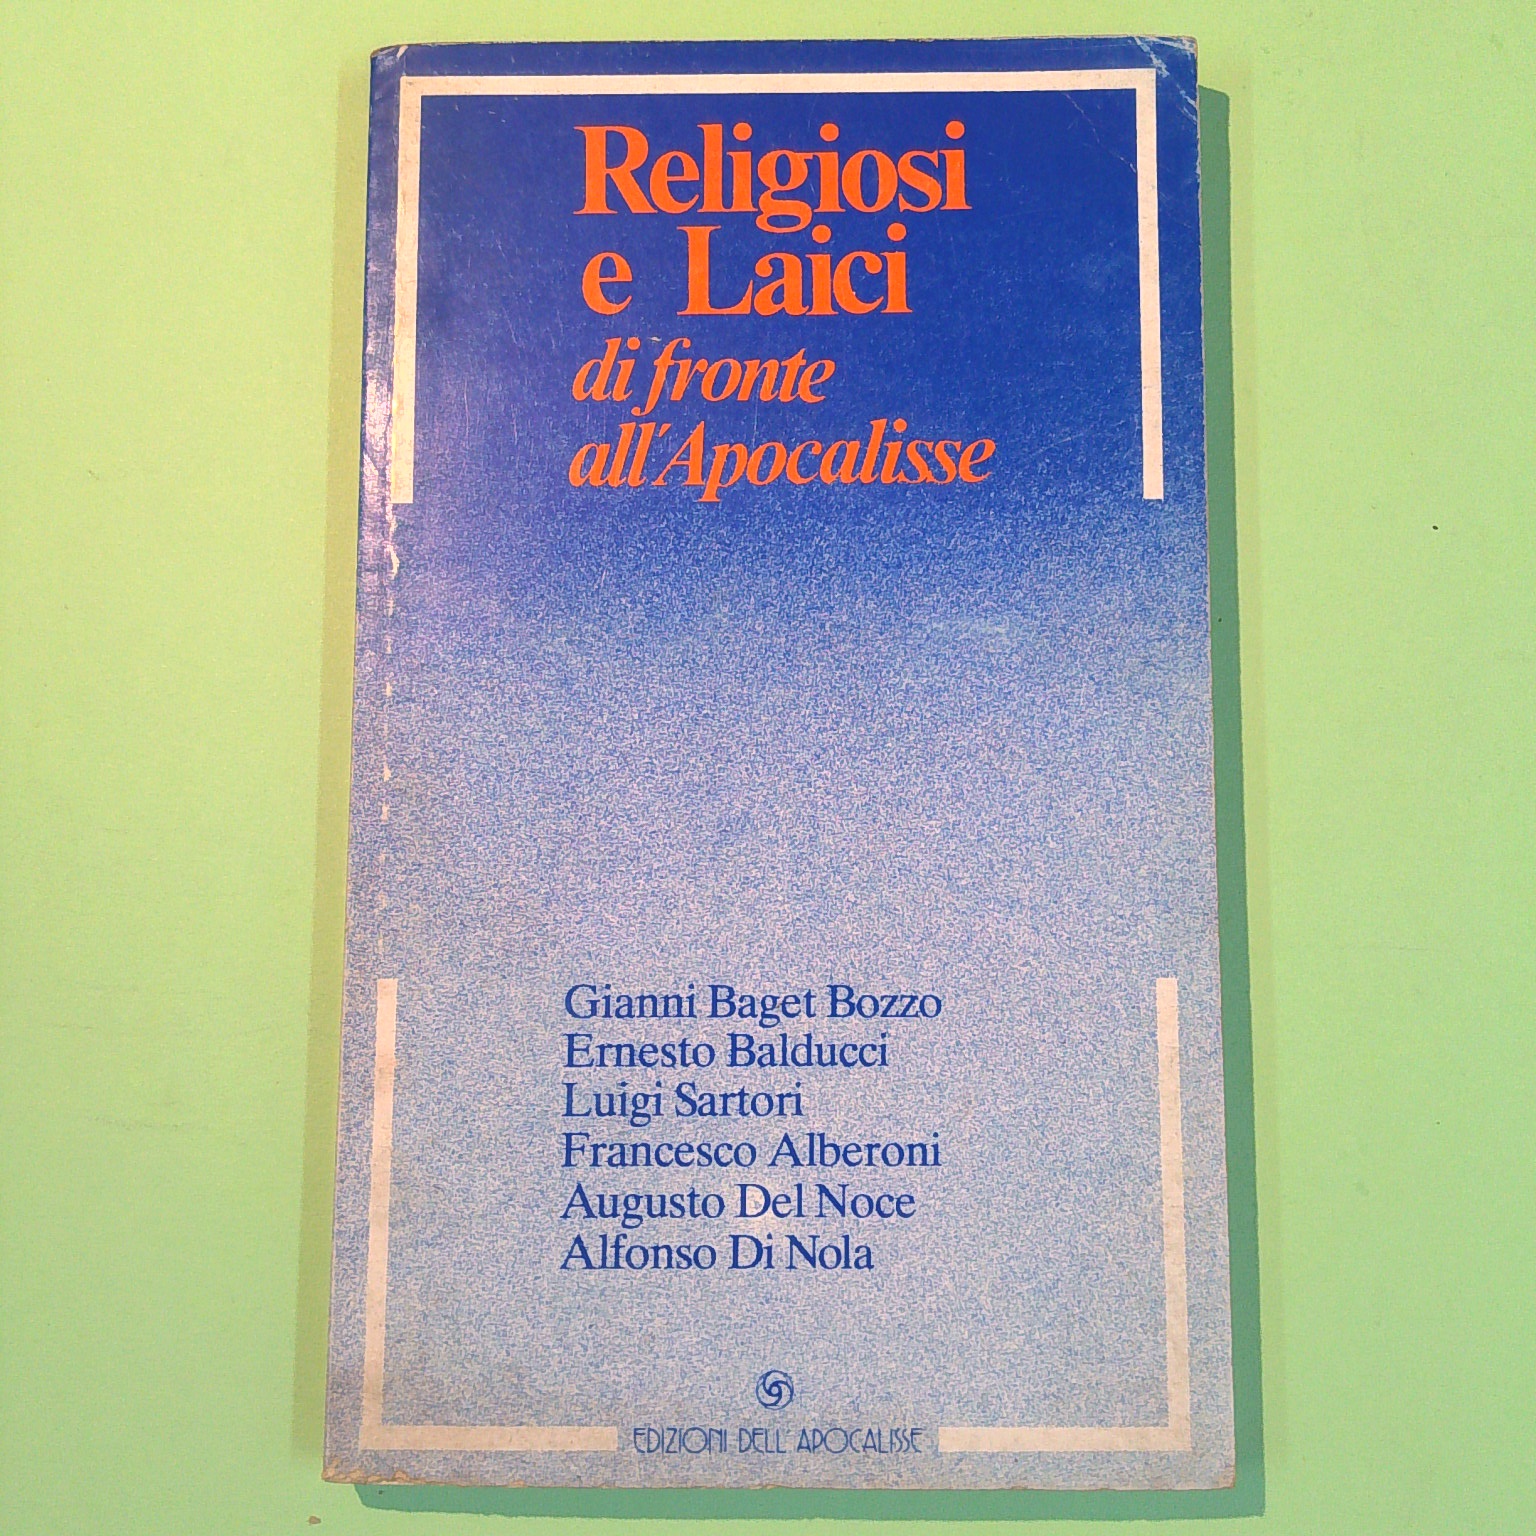 Religiosi
e Laici
di fronte
all'Apocalisse
Gianni Baget Bozzo
Ernesto Balducci
Luigi Sartori
Francesco Alberoni
Augusto Del Noce
Alfonso Di Nola
EDIZIONI DELL'APOCALISSE